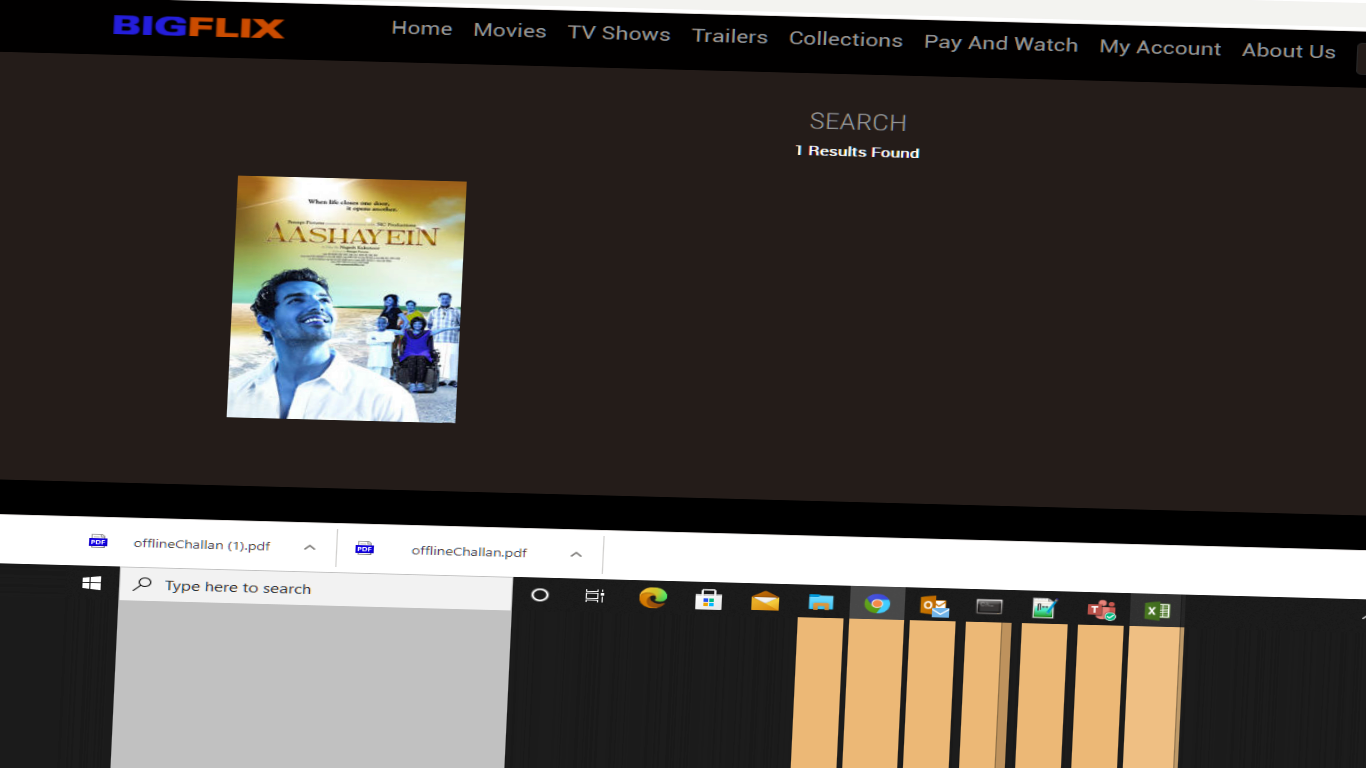 BIGFLIX
Home Movies TV Shows Trailers Collections Pay And Watch My Account About Us
SEARCH
1 Results Found
When life closes one door,
it opens another.
AASHAYEIN
PDF offlineChallan (1).pdf PDF offlineChallan.pdf
Type here to search